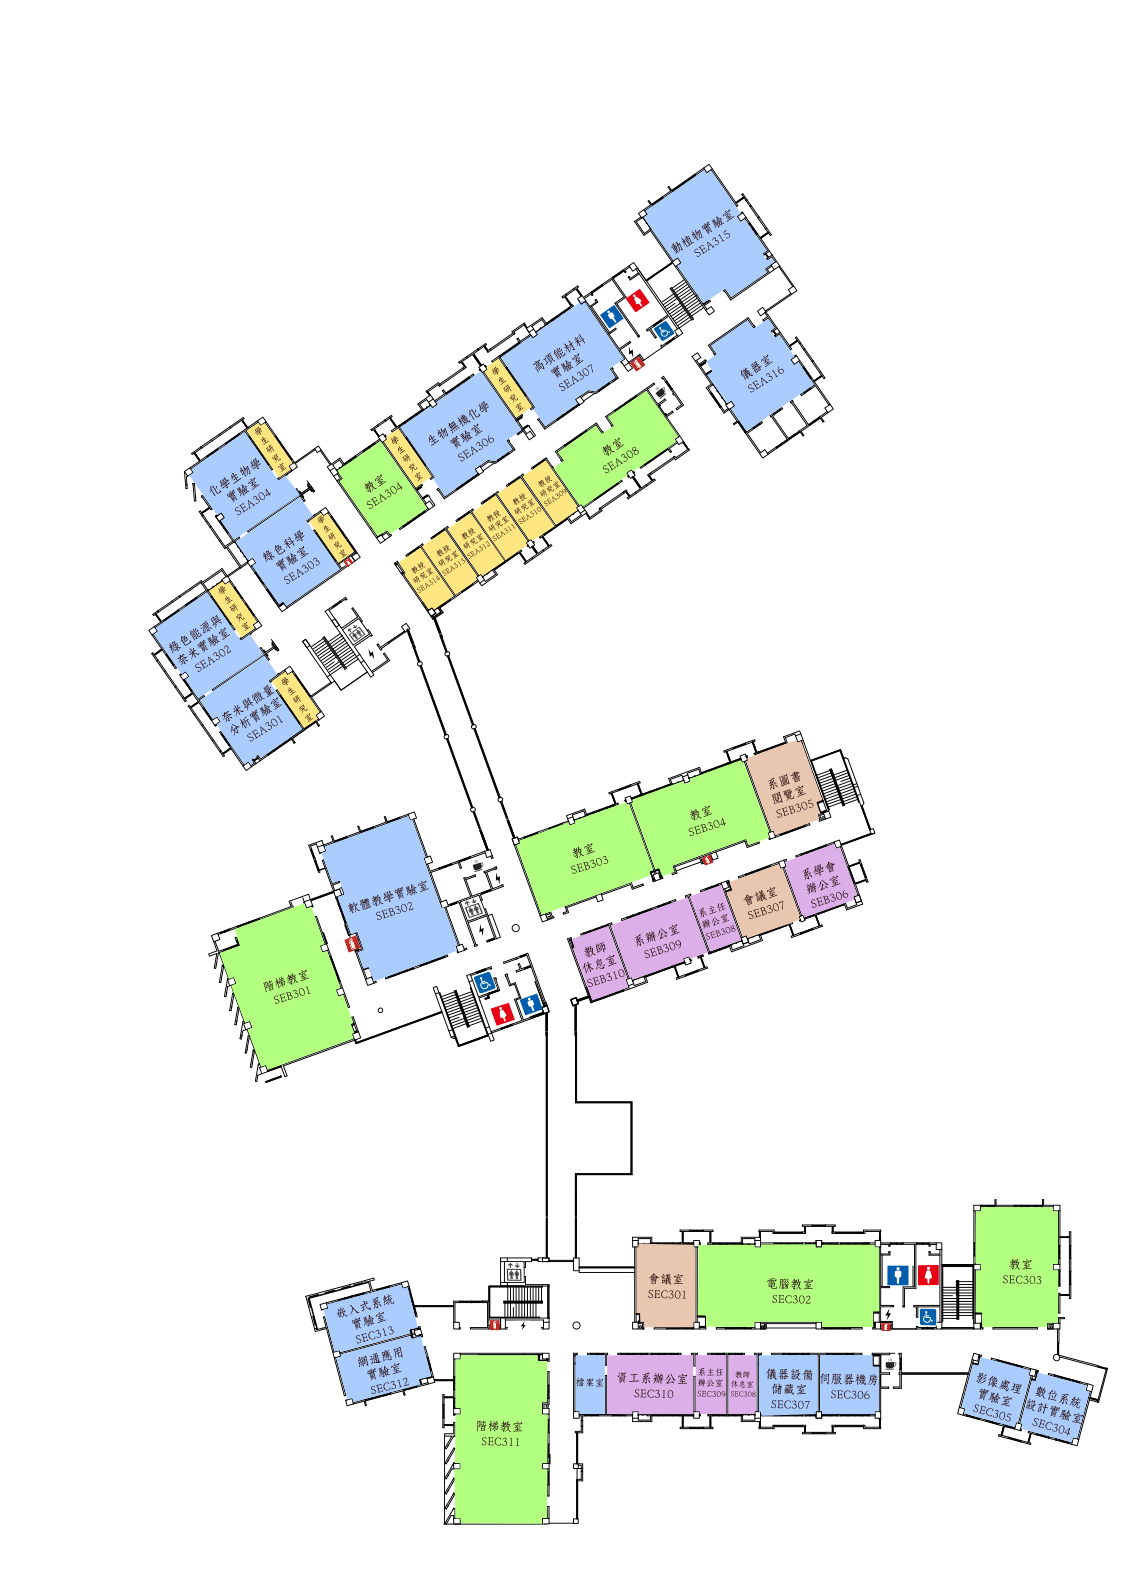 動植物實驗室
SEA315
儀器室
SEA316
高項能材料
實驗室
SEA307
學生研究室
生物無機化學
實驗室
SEA306
學生研究室
教室
SEA304
教室
SEA308
教授
研究室
SEA309
教授
研究室
SEA310
教授
研究室
SEA311
教授
研究室
SEA312
教授
研究室
SEA313
教授
研究室
SEA314
學生研究室
化學生物學
實驗室
SEA304
學生研究室
綠色科學
實驗室
SEA303
學生研究室
綠色能源與
奈米實驗室
SEA302
學生研究室
奈米與微量
分析實驗室
SEA301
系圖書
閱覽室
SEB305
教室
SEB304
教室
SEB303
系學會
辦公室
SEB306
會議室
SEB307
系主任
辦公室
SEB308
系辦公室
SEB309
教師
休息室
SEB310
軟體教學實驗室
SEB302
階梯教室
SEB301
教室
SEC303
會議室
SEC301
電腦教室
SEC302
嵌入式系統
實驗室
SEC313
網通應用
實驗室
SEC312
階梯教室
SEC311
檔案室
資工系辦公室
SEC310
系主任
辦公室
SEC309
教師
休息室
SEC308
儀器設備
儲藏室
SEC307
伺服器機房
SEC306
影像處理
實驗室
SEC305
數位系統
設計實驗室
SEC304